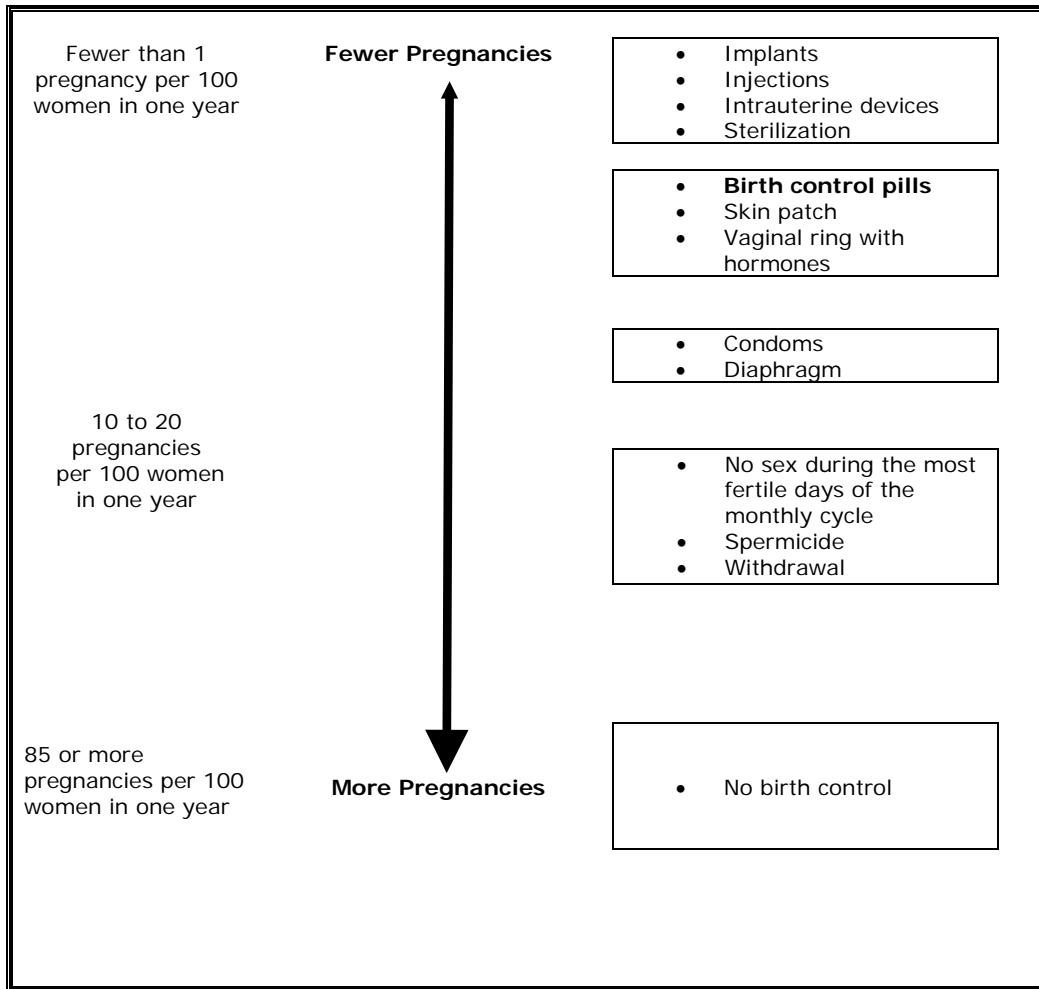 Fewer than 1
pregnancy per 100
women in one year
Fewer Pregnancies
• Implants
• Injections
• Intrauterine devices
• Sterilization
• Birth control pills
• Skin patch
• Vaginal ring with
hormones
• Condoms
• Diaphragm
10 to 20
pregnancies
per 100 women
in one year
• No sex during the most
fertile days of the
monthly cycle
• Spermicide
• Withdrawal
85 or more
pregnancies per 100
women in one year
More Pregnancies
• No birth control